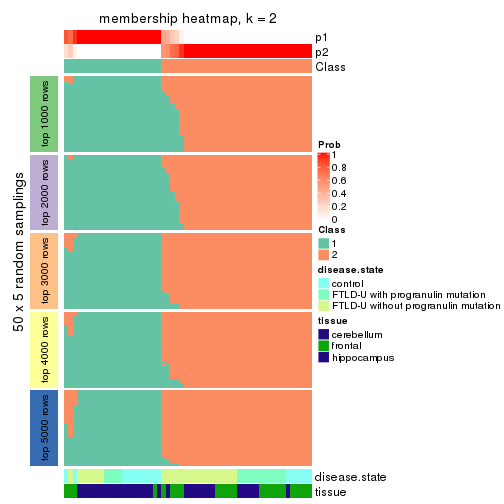 membership heatmap, k = 2
p1
p2
Class
50 x 5 random samplings
top 1000 rows
top 2000 rows
top 3000 rows
top 4000 rows
top 5000 rows
Prob
1
0.8
0.6
0.4
0.2
0
Class
1
2
disease.state
control
FTLD-U with progranulin mutation
FTLD-U without progranulin mutation
tissue
cerebellum
frontal
hippocampus
disease.state
tissue